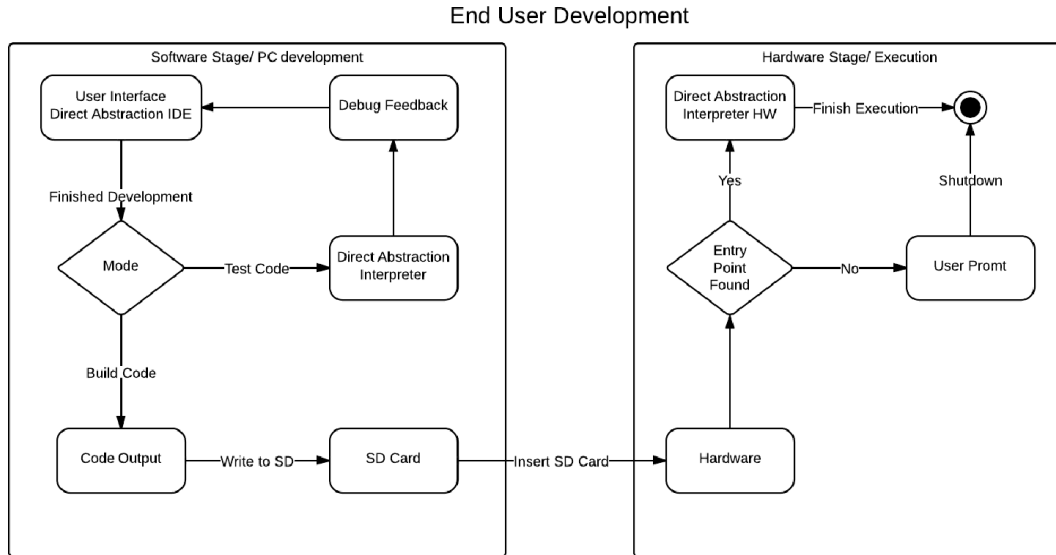 End User Development
Software Stage/ PC development
User Interface
Direct Abstraction IDE
Debug Feedback
Finished Development
Mode
Test Code
Direct Abstraction
Interpreter
Build Code
Code Output
Write to SD
SD Card
Insert SD Card
Hardware Stage/ Execution
Direct Abstraction
Interpreter HW
Finish Execution
Yes
Shutdown
Entry
Point
Found
No
User Promt
Hardware